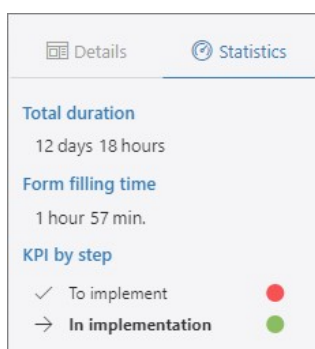 Details Statistics
Total duration
12 days 18 hours
Form filling time
1 hour 57 min.
KPI by step
To implement
In implementation